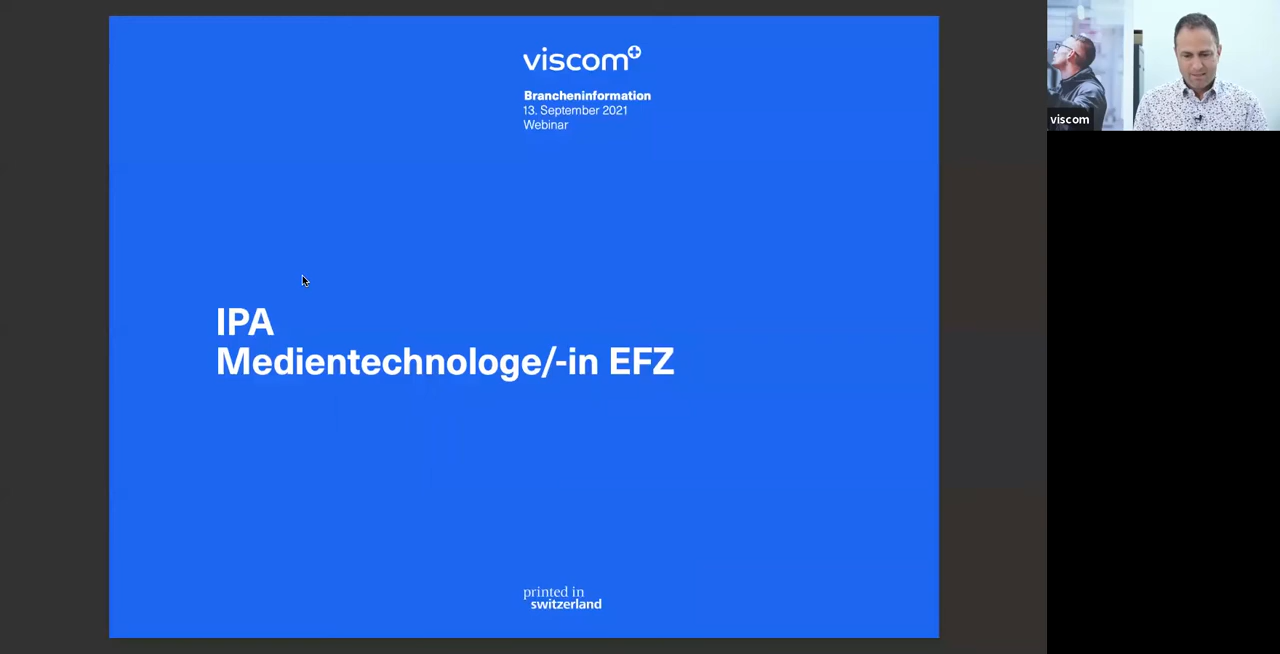 viscom+
Brancheninformation
13. September 2021
Webinar
IPA
Medientechnologe/-in EFZ
printed in
switzerland
viscom